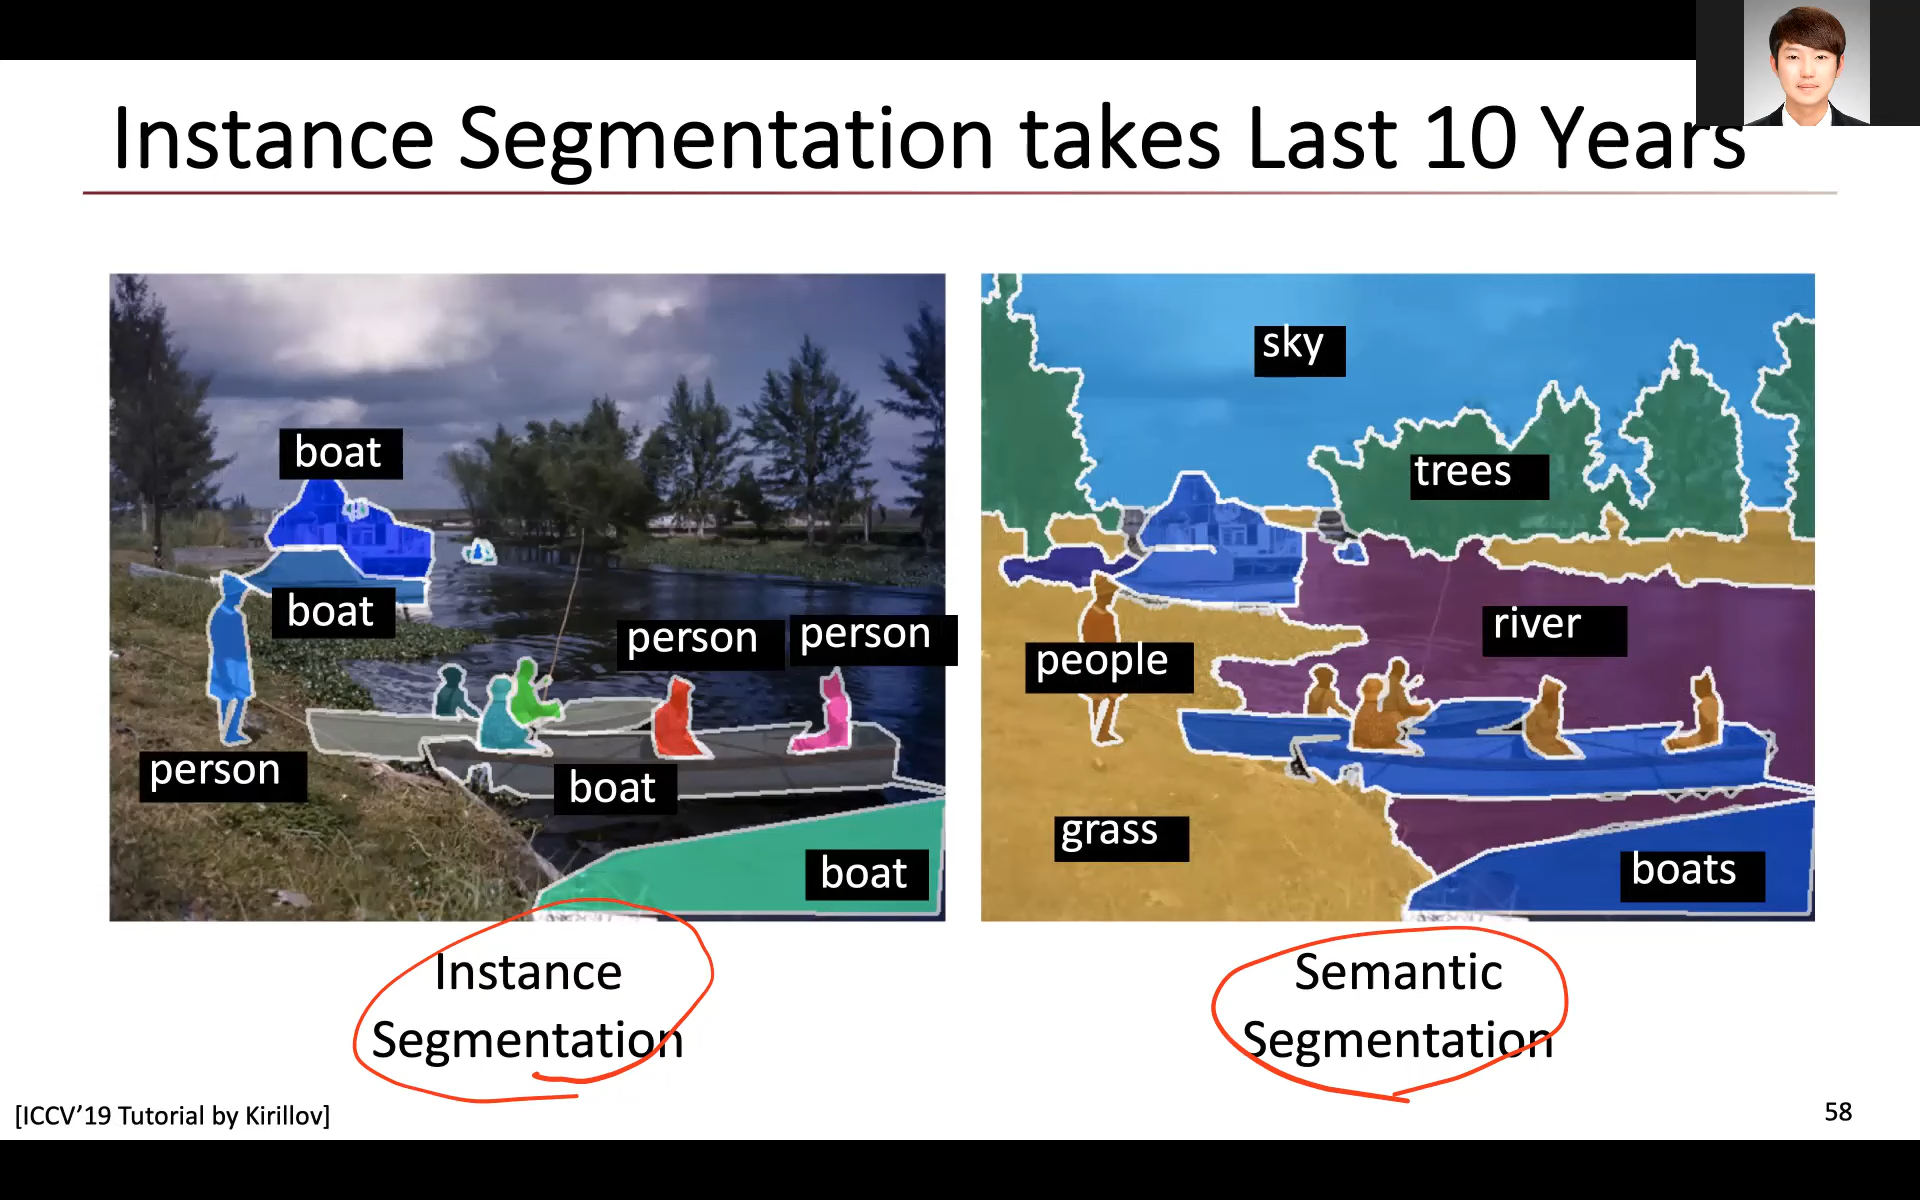 Instance Segmentation takes Last 10 Years
boat
boat
person
person
person
boat
boat
sky
trees
river
people
grass
boats
Instance
Segmentation
Semantic
Segmentation
[ICCV’19 Tutorial by Kirillov]
58